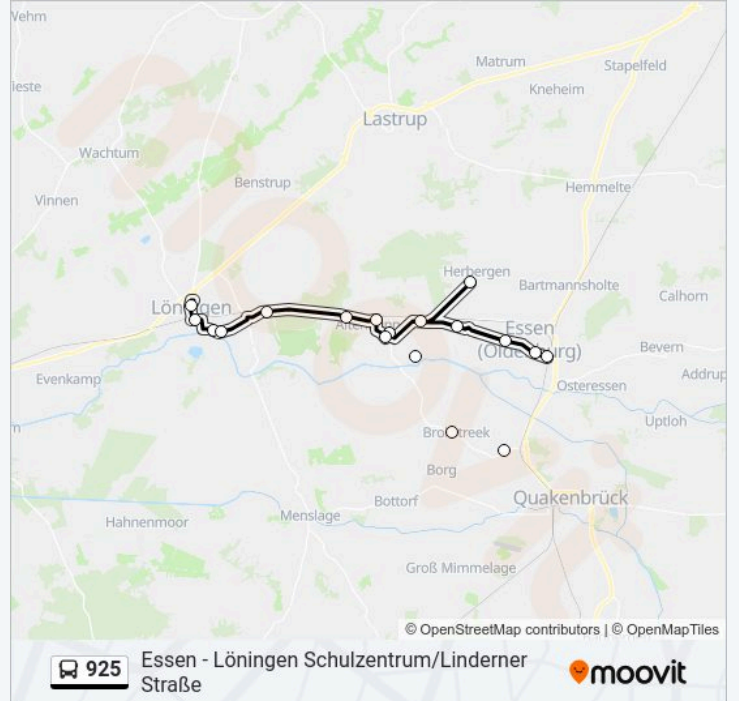 Vehm
Matrum
Stapelfeld
Kneheim
Lastrup
Wachtum
Benstrup
Hemmelte
Vinnen
Herbergen
Bartmannsholte
Calhorn
Löningen
Essen
(Oldenburg)
Bevern
Evenkamp
Addrup
Osteressen
Uptloh
Borg
Quakenbrück
Bottorf
Menslage
Hahnenmoor
Groß Mimmelage
© OpenStreetMap contributors | © OpenMapTiles
925
Essen - Löningen Schulzentrum/Linderner
Straße
moovit